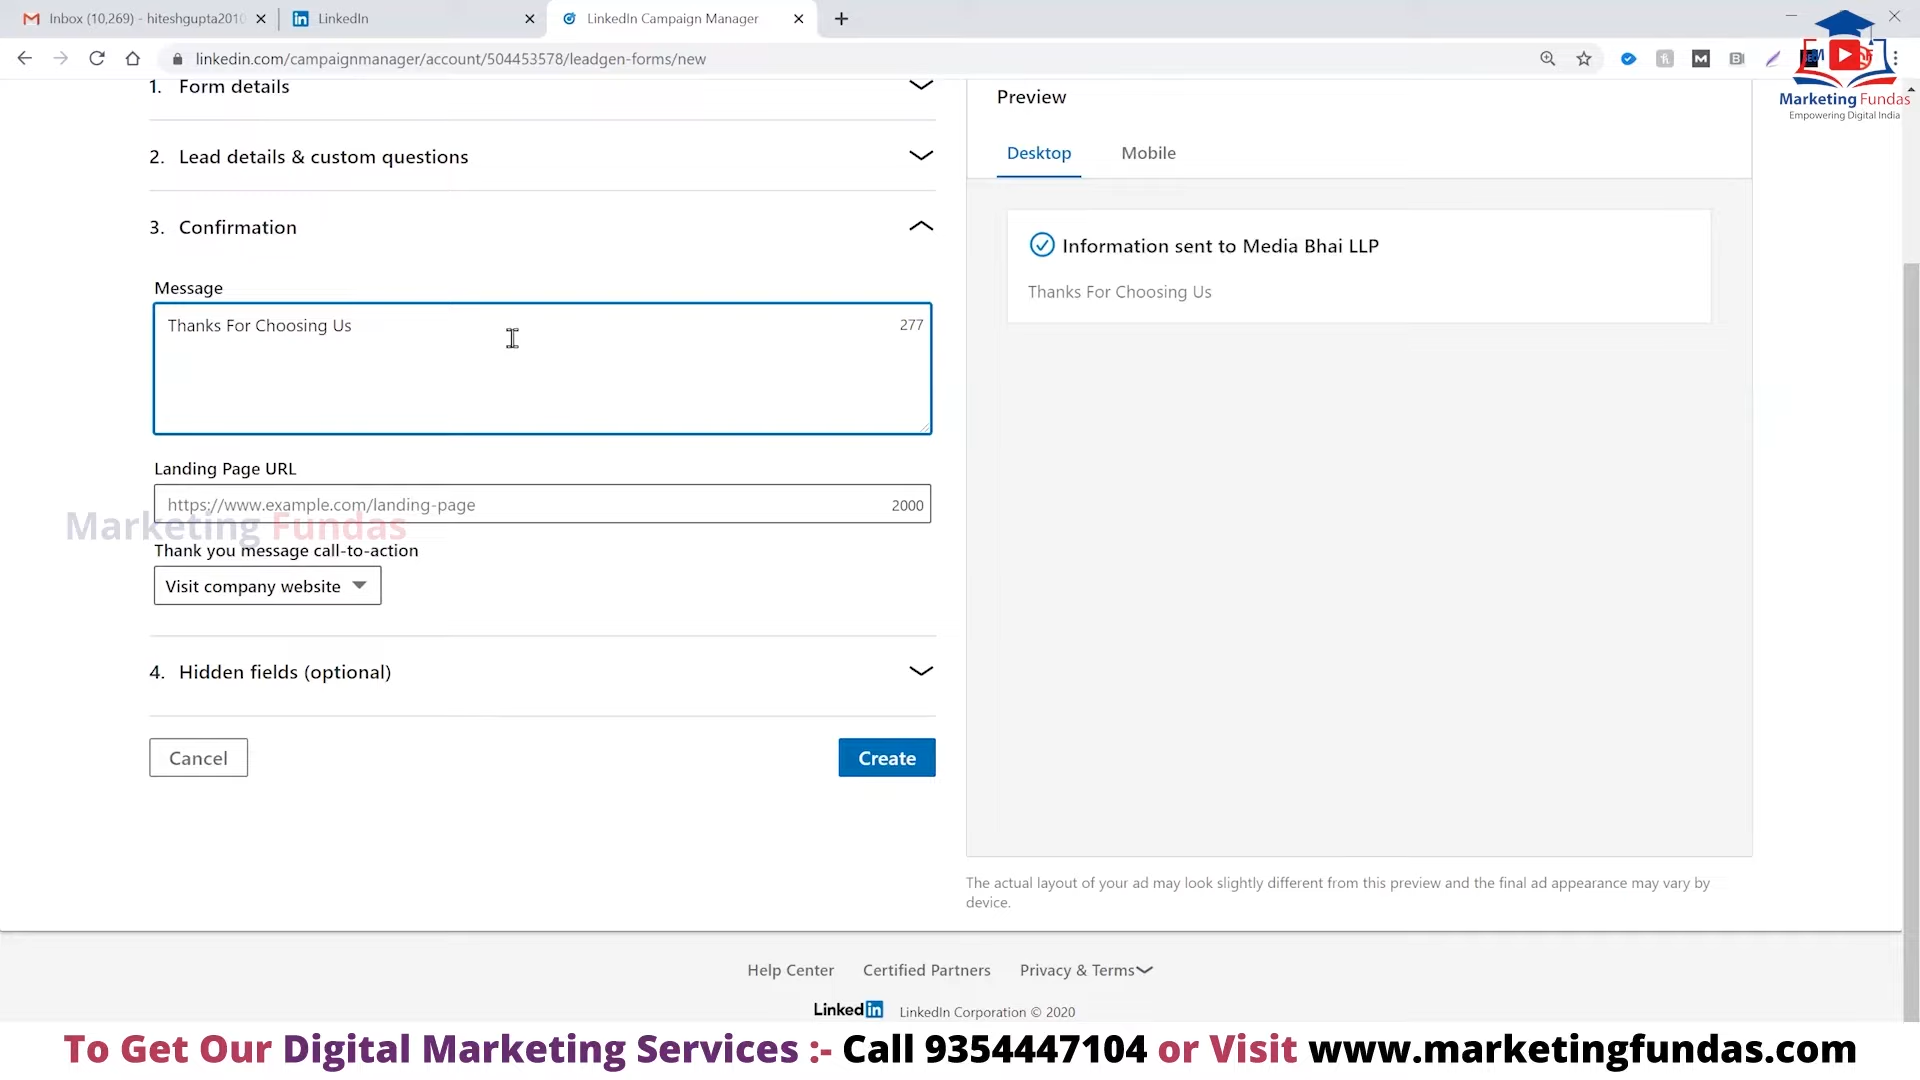 Inbox (10,269) - hiteshgupta2010
LinkedIn
LinkedIn Campaign Manager
linkedin.com/campaignmanager/account/504453578/leadgen-forms/new
Marketing Fundas
Empowering Digital India
1. Form details
2. Lead details & custom questions
3. Confirmation
Message
Thanks For Choosing Us
277
Landing Page URL
https://www.example.com/landing-page
2000
Marketing Fundas
Thank you message call-to-action
Visit company website
4. Hidden fields (optional)
Cancel
Create
Preview
Desktop
Mobile
Information sent to Media Bhai LLP
Thanks For Choosing Us
The actual layout of your ad may look slightly different from this preview and the final ad appearance may vary by
device.
Help Center
Certified Partners
Privacy & Terms
Linked in
LinkedIn Corporation © 2020
To Get Our Digital Marketing Services :- Call 9354447104 or Visit www.marketingfundas.com